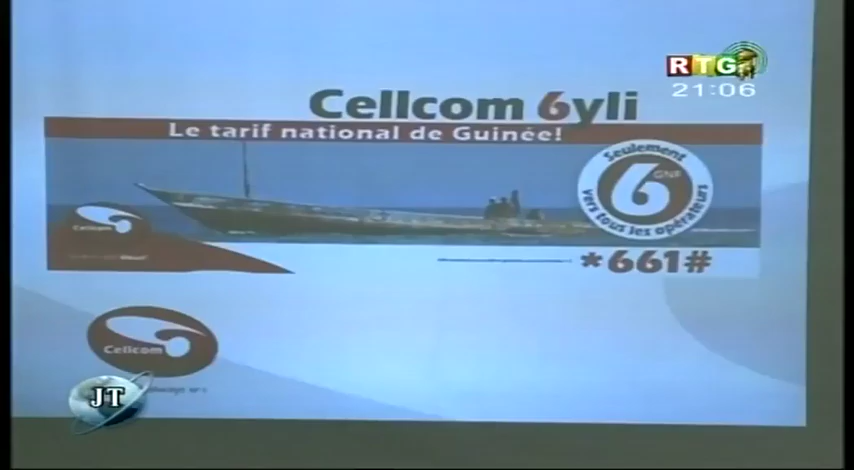 RTG
21:06
Cellcom 6yli
Le tarif national de Guinée!
Seulement
6 GNF
vers tous les opérateurs
Cellcom
*661#
Cellcom
JT